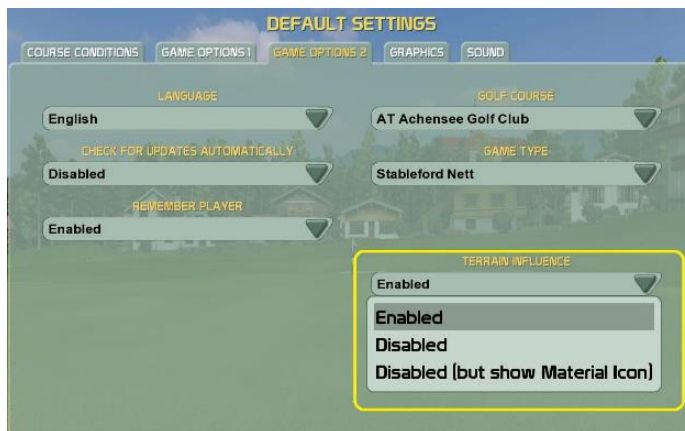 DEFAULT SETTINGS
COURSE CONDITIONS GAME OPTIONS 1 GAME OPTIONS 2 GRAPHICS SOUND
LANGUAGE
English
GOLF COURSE
AT Achensee Golf Club
CHECK FOR UPDATES AUTOMATICALLY
Disabled
GAME TYPE
Stableford Nett
REMEMBER PLAYER
Enabled
TERRAIN INFLUENCE
Enabled
Enabled
Disabled
Disabled (but show Material Icon)